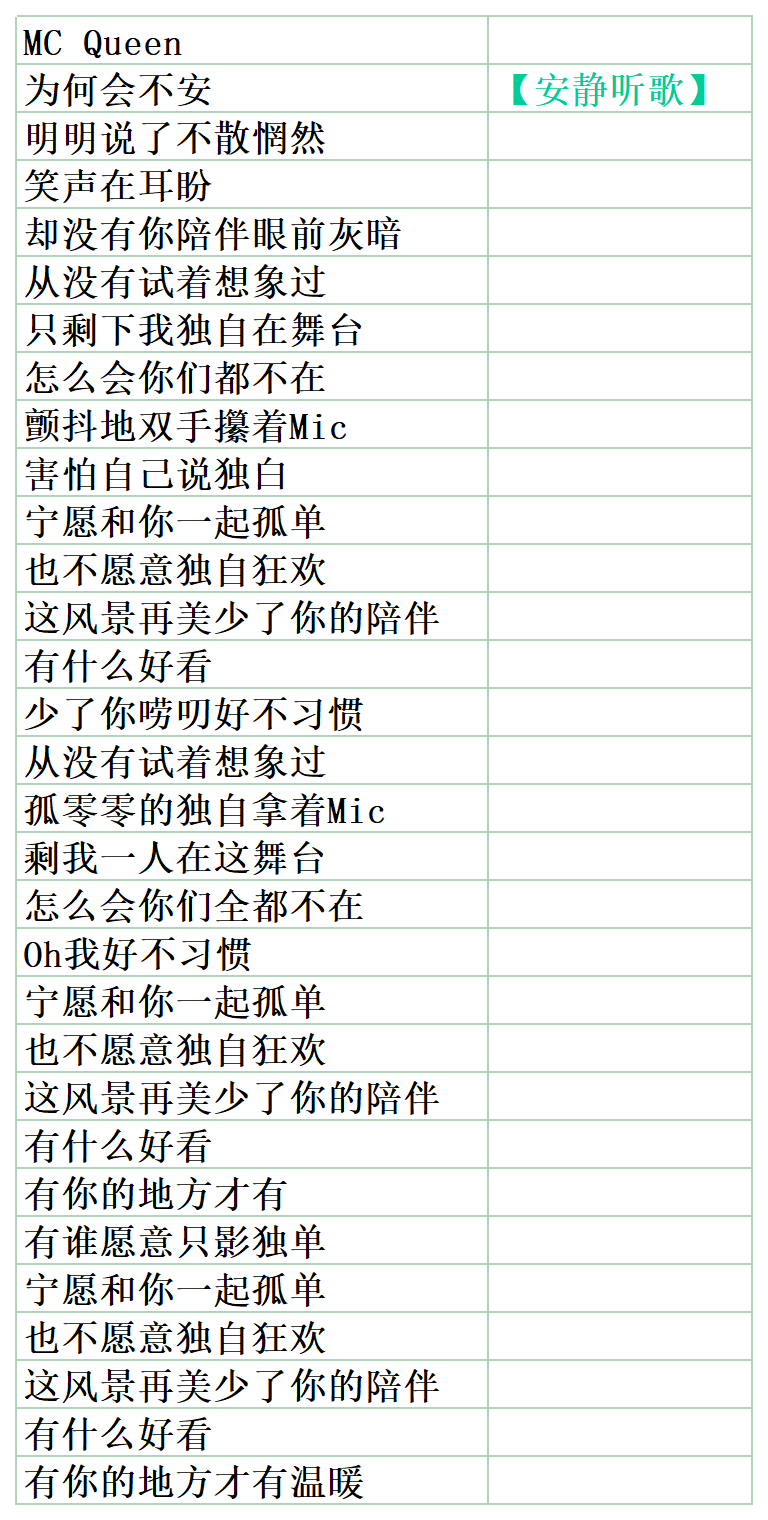 MC Queen
为何会不安 【安静听歌】
明明说了不散惘然
笑声在耳盼
却没有你陪伴眼前灰暗
从没有试着想象过
只剩下我独自在舞台
怎么会你们都不在
颤抖地双手攥着Mic
害怕自己说独白
宁愿和你一起孤单
也不愿意独自狂欢
这风景再美少了你的陪伴
有什么好看
少了你唠叨好不习惯
从没有试着想象过
孤零零的独自拿着Mic
剩我一人在这舞台
怎么会你们全都不在
Oh我好不习惯
宁愿和你一起孤单
也不愿意独自狂欢
这风景再美少了你的陪伴
有什么好看
有你的地方才有
有谁愿意只影独单
宁愿和你一起孤单
也不愿意独自狂欢
这风景再美少了你的陪伴
有什么好看
有你的地方才有温暖